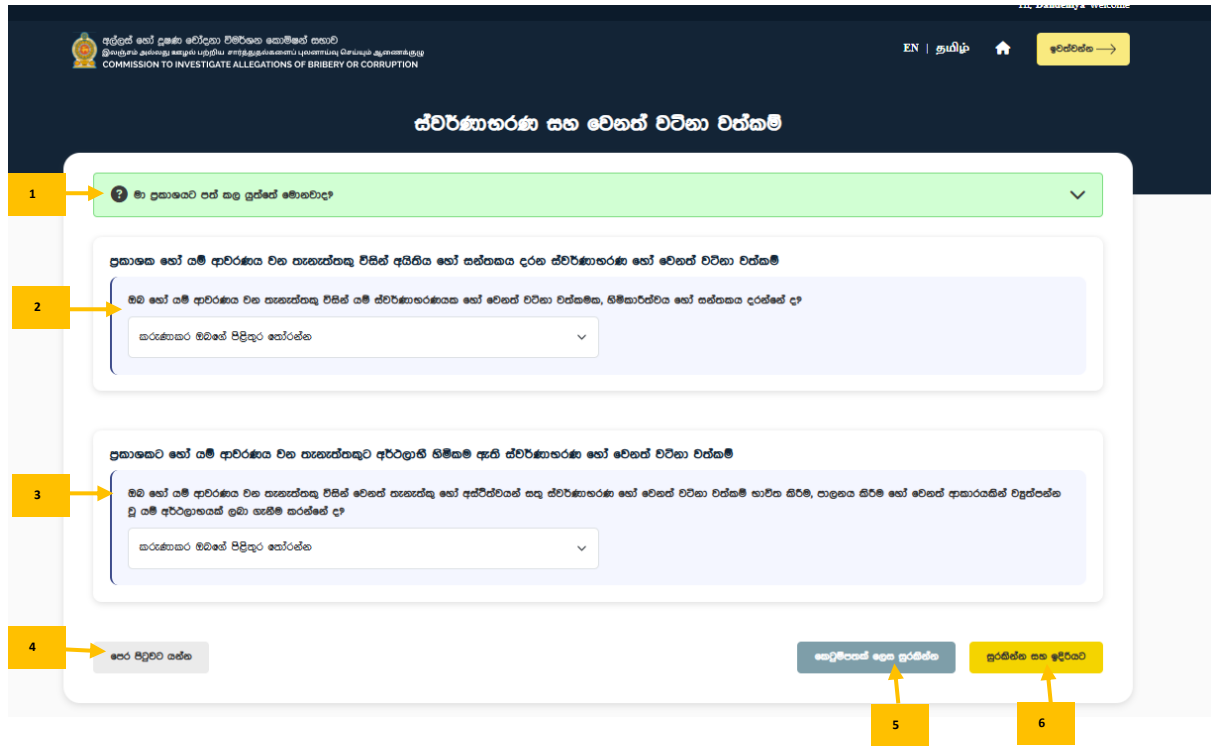 Hi, Dandeniya Welcome
අල්ලස් හෝ දූෂණ චෝදනා විමර්ශන කොමිෂන් සභාව
இலஞ்சம் அல்லது ஊழல் பற்றிய சார்த்துதல்களைப் புலனாய்வு செய்யும் ஆணைக்குழு
COMMISSION TO INVESTIGATE ALLEGATIONS OF BRIBERY OR CORRUPTION
EN | தமிழ்
ඉවත්වන්න
ස්වර්ණාභරණ සහ වෙනත් වටිනා වත්කම්
1
මා ප්‍රකාශයට පත් කල යුත්තේ මොනවාද?
ප්‍රකාශක හෝ යම් ආවරණය වන තැනැත්තකු විසින් අයිතිය හෝ සන්තකය දරන ස්වර්ණාභරණ හෝ වෙනත් වටිනා වත්කම්
2
ඔබ හෝ යම් ආවරණය වන තැනැත්තකු විසින් යම් ස්වර්ණාභරණයක හෝ වෙනත් වටිනා වත්කමක, හිමිකාරිත්වය හෝ සන්තකය දරන්නේ ද?
කරුණාකර ඔබගේ පිළිතුර තෝරන්න
ප්‍රකාශකට හෝ යම් ආවරණය වන තැනැත්තකුට අර්ථලාභී හිමිකම ඇති ස්වර්ණාභරණ හෝ වෙනත් වටිනා වත්කම්
3
ඔබ හෝ යම් ආවරණය වන තැනැත්තකු විසින් වෙනත් තැනැත්කු හෝ අස්ථිත්වයන් සතු ස්වර්ණාභරණ හෝ වෙනත් වටිනා වත්කම් භාවිත කිරීම, පාලනය කිරීම හෝ වෙනත් ආකාරයකින් ව්‍යුත්පන්න
වූ යම් අර්ථලාභයක් ලබා ගැනීම කරන්නේ ද?
කරුණාකර ඔබගේ පිළිතුර තෝරන්න
4
පෙර පිටුවට යන්න
කෙටුම්පතක් ලෙස සුරකින්න
සුරකින්න සහ ඉදිරියට
5
6